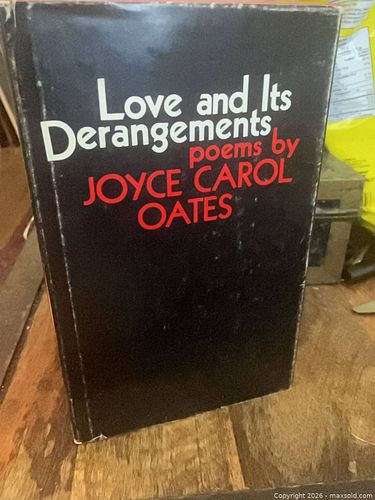 Love and Its
Derangements
poems by
JOYCE CAROL
OATES
Copyright 2026 - maxsold.com